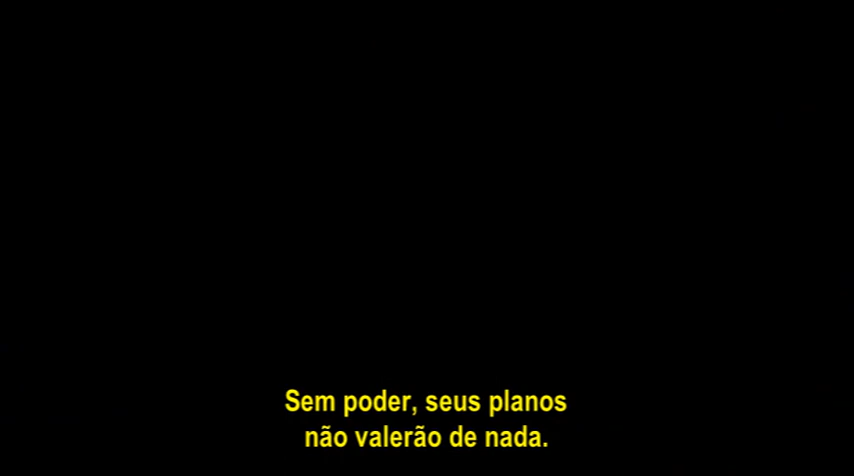 Sem poder, seus planos
não valerão de nada.